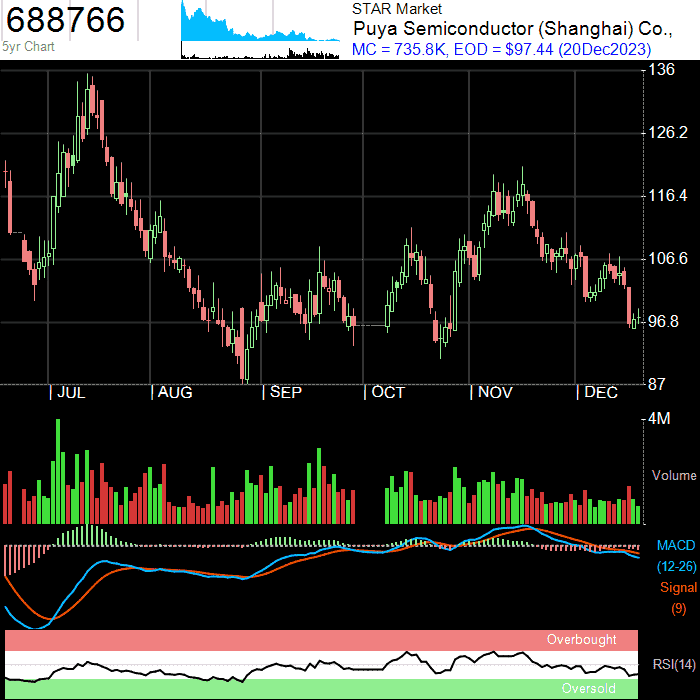 688766
5yr Chart
STAR Market
Puya Semiconductor (Shanghai) Co.,
MC = 735.8K, EOD = $97.44 (20Dec2023)
136
126.2
116.4
106.6
96.8
87
JUL AUG SEP OCT NOV DEC
4M
Volume
MACD
(12-26)
Signal
(9)
Overbought
RSI(14)
Oversold